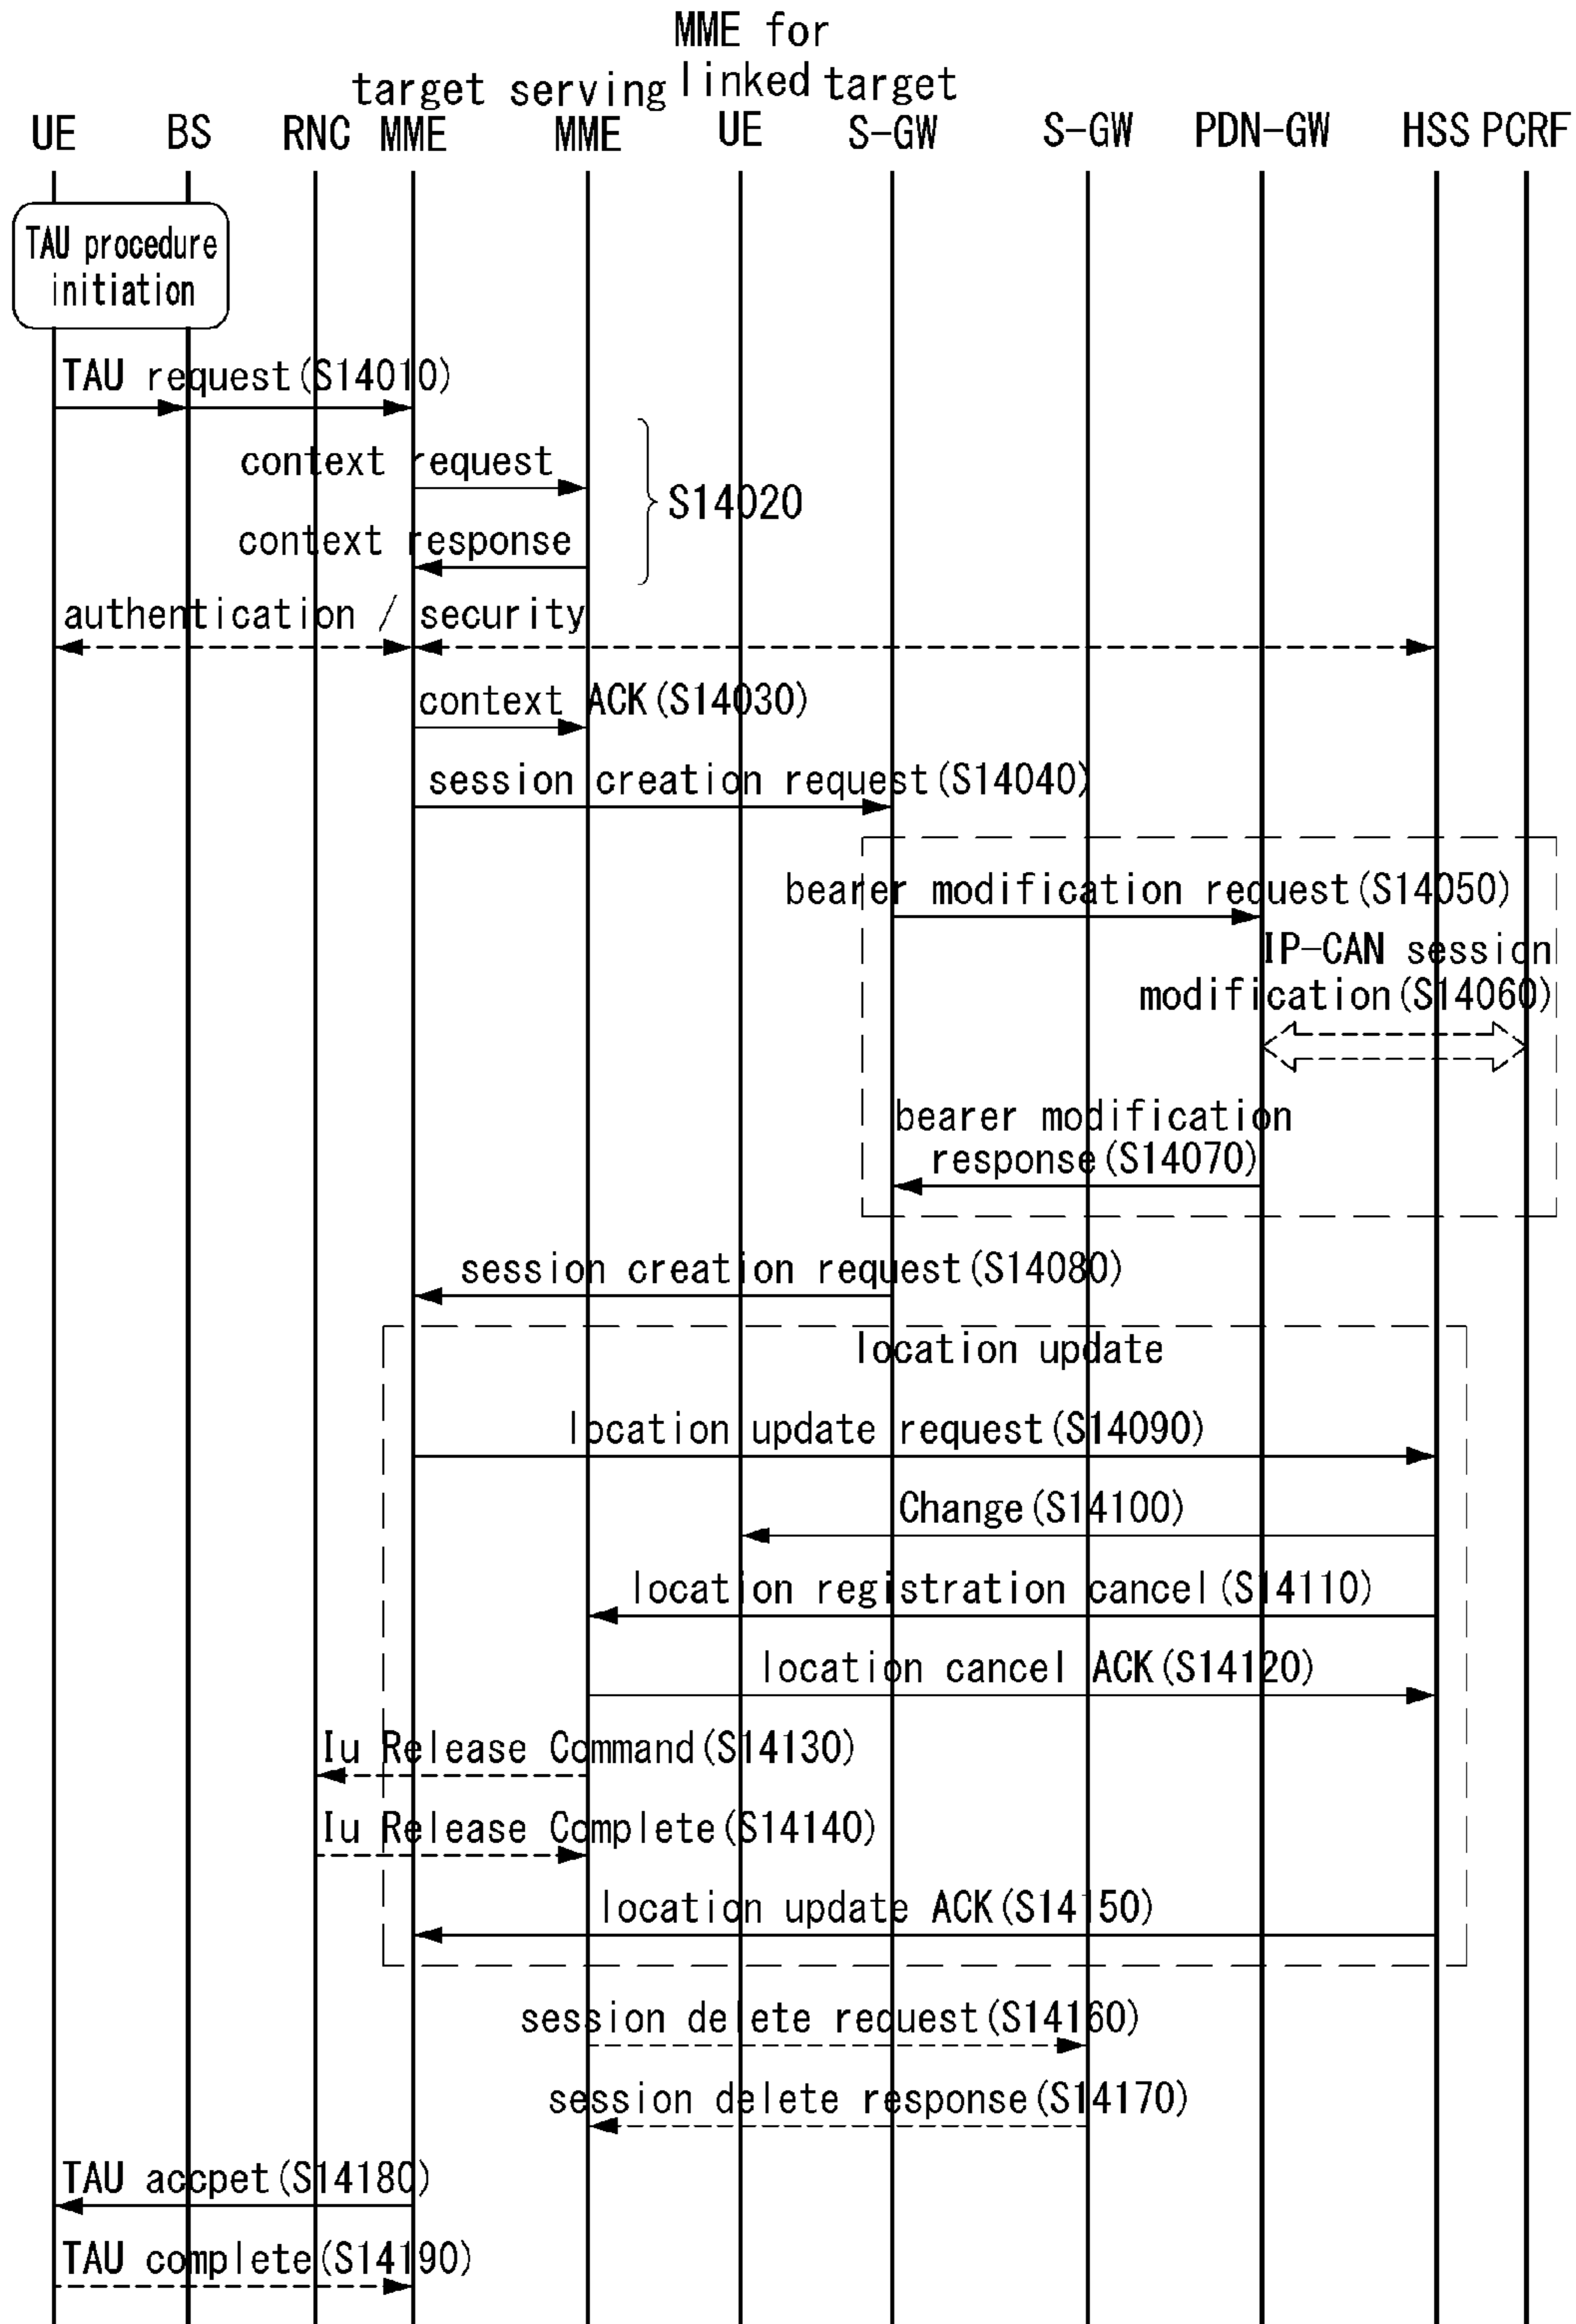 MME for
target serving linked target
UE BS RNC MME MME UE S-GW S-GW PDN-GW HSS PCRF
TAU procedure
initiation
TAU request(S14010)
context request
S14020
context response
authentication / security
context ACK(S14030)
session creation request(S14040)
bearer modification request(S14050)
IP-CAN session
modification(S14060)
bearer modification
response(S14070)
session creation request(S14080)
location update
location update request(S14090)
Change(S14100)
location registration cancel(S14110)
location cancel ACK(S14120)
Iu Release Command(S14130)
Iu Release Complete(S14140)
location update ACK(S14150)
session delete request(S14160)
session delete response(S14170)
TAU accpet(S14180)
TAU complete(S14190)